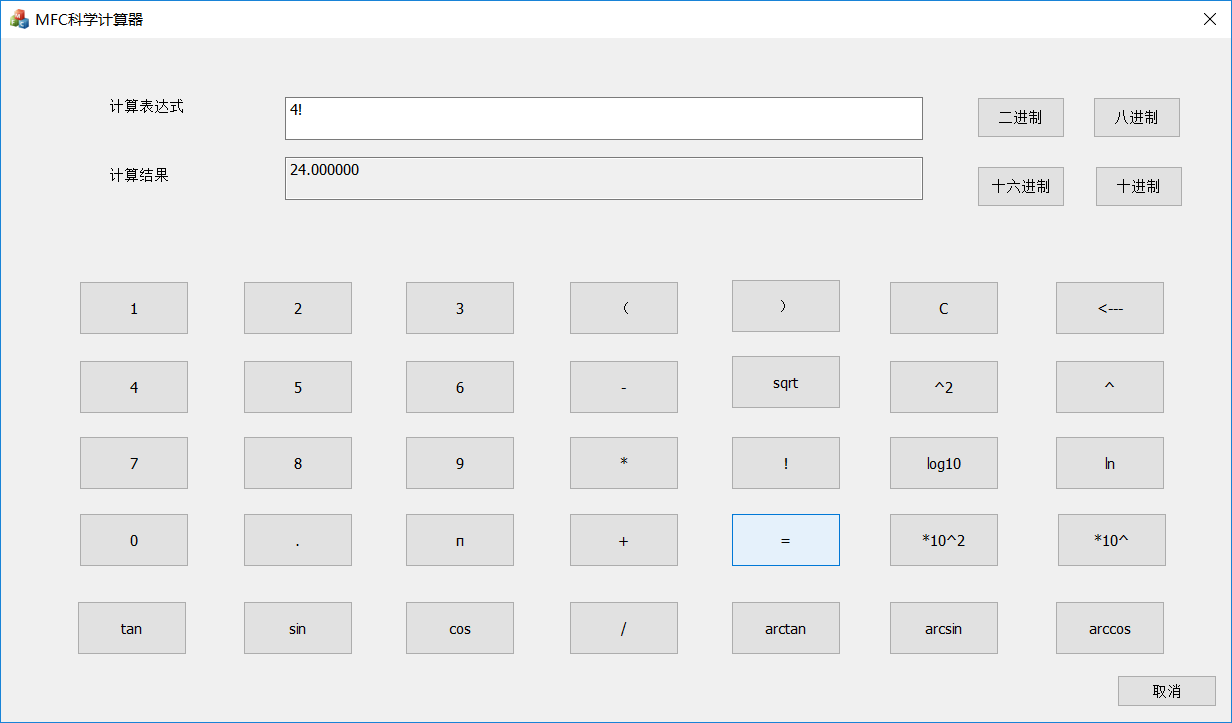 MFC科学计算器
计算表达式 4! 二进制 八进制
计算结果 24.000000 十六进制 十进制
1 2 3 （ ） C <---
4 5 6 - sqrt ^2 ^
7 8 9 * ! log10 ln
0 . п + = *10^2 *10^
tan sin cos / arctan arcsin arccos
取消